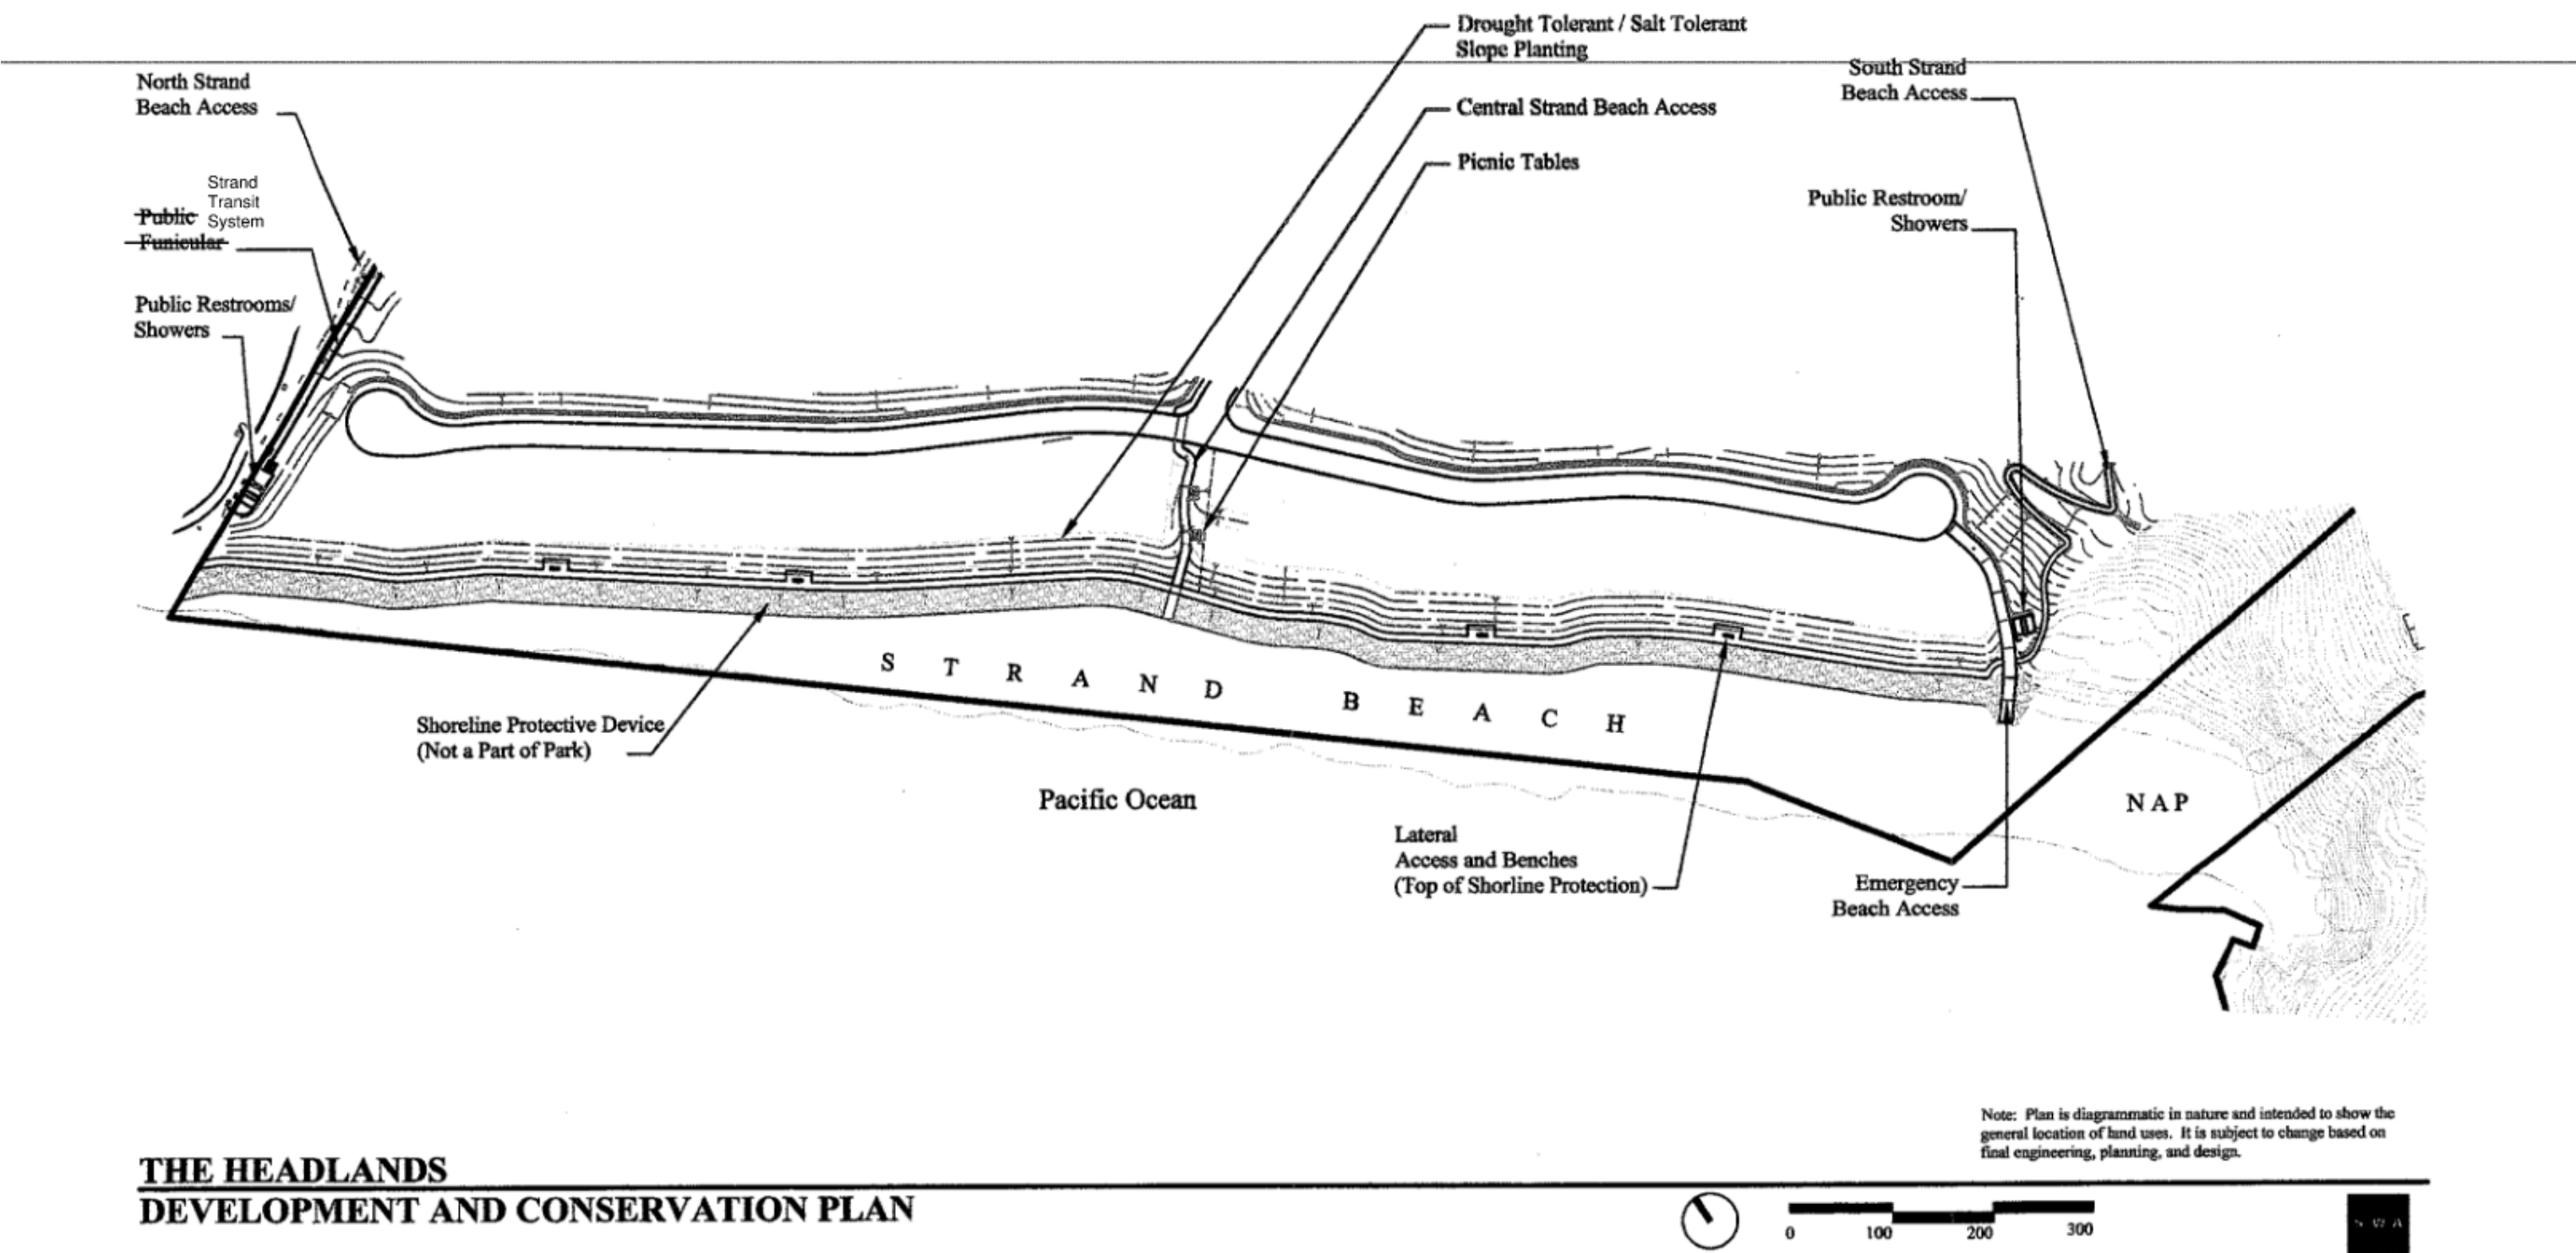 Drought Tolerant / Salt Tolerant
Slope Planting
North Strand
Beach Access
South Strand
Beach Access
Central Strand Beach Access
Picnic Tables
Strand
Transit
System
Public
Funicular
Public Restroom/
Showers
Public Restrooms/
Showers
STRAND BEACH
Shoreline Protective Device
(Not a Part of Park)
Pacific Ocean
NAP
Lateral
Access and Benches
(Top of Shorline Protection)
Emergency
Beach Access
Note: Plan is diagrammatic in nature and intended to show the
general location of land uses. It is subject to change based on
final engineering, planning, and design.
THE HEADLANDS
DEVELOPMENT AND CONSERVATION PLAN
0 100 200 300
SWA